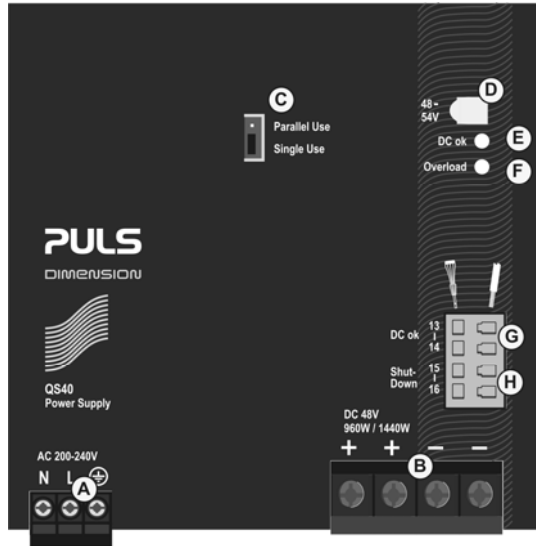 C
Parallel Use
Single Use
48-
54V
D
DC ok
E
Overload
F
PULS
DIMENSION
QS40
Power Supply
DC ok
13
14
G
Shut-
Down
15
16
H
DC 48V
960W / 1440W
+ + − −
B
AC 200-240V
N L
A